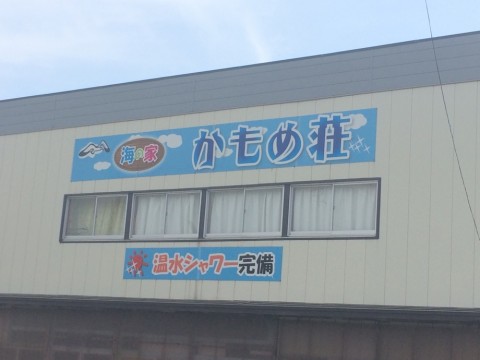 海の家 かもめ荘
温水シャワー完備